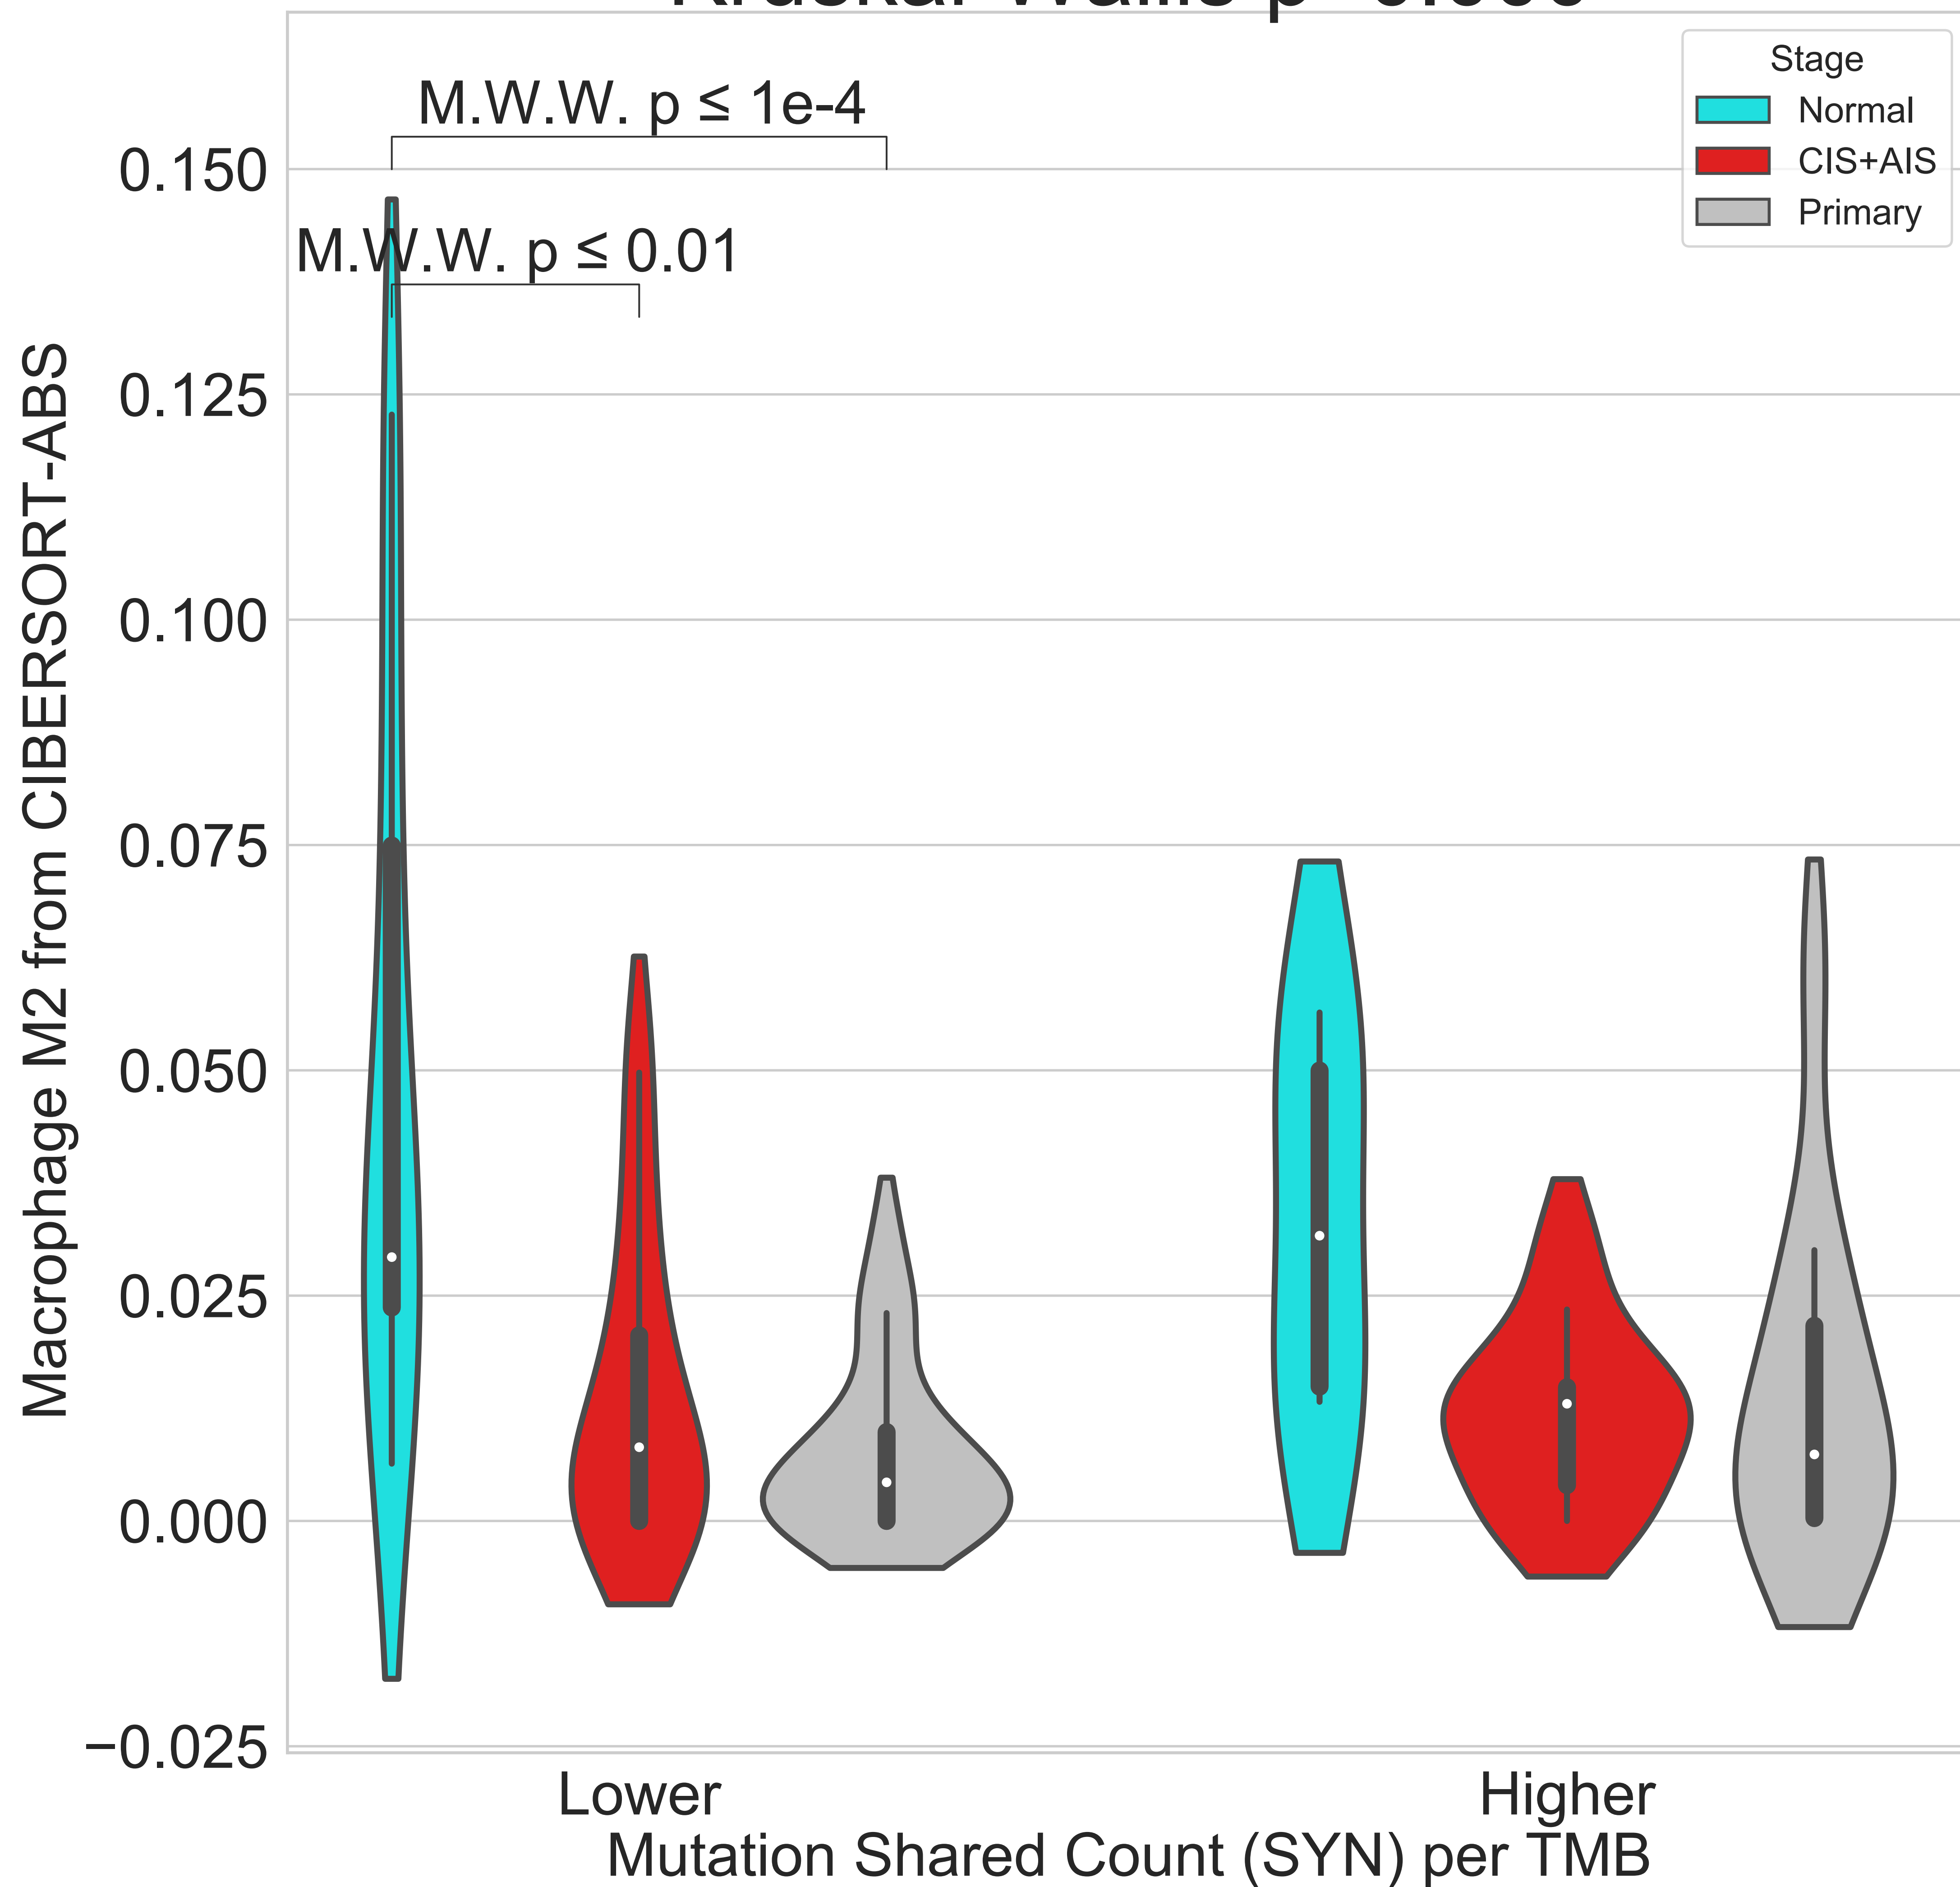 Stage
Normal
CIS+AIS
Primary
M.W.W. p ≤ 1e-4
M.W.W. p ≤ 0.01
Macrophage M2 from CIBERSORT-ABS
0.150
0.125
0.100
0.075
0.050
0.025
0.000
−0.025
Lower
Higher
Mutation Shared Count (SYN) per TMB